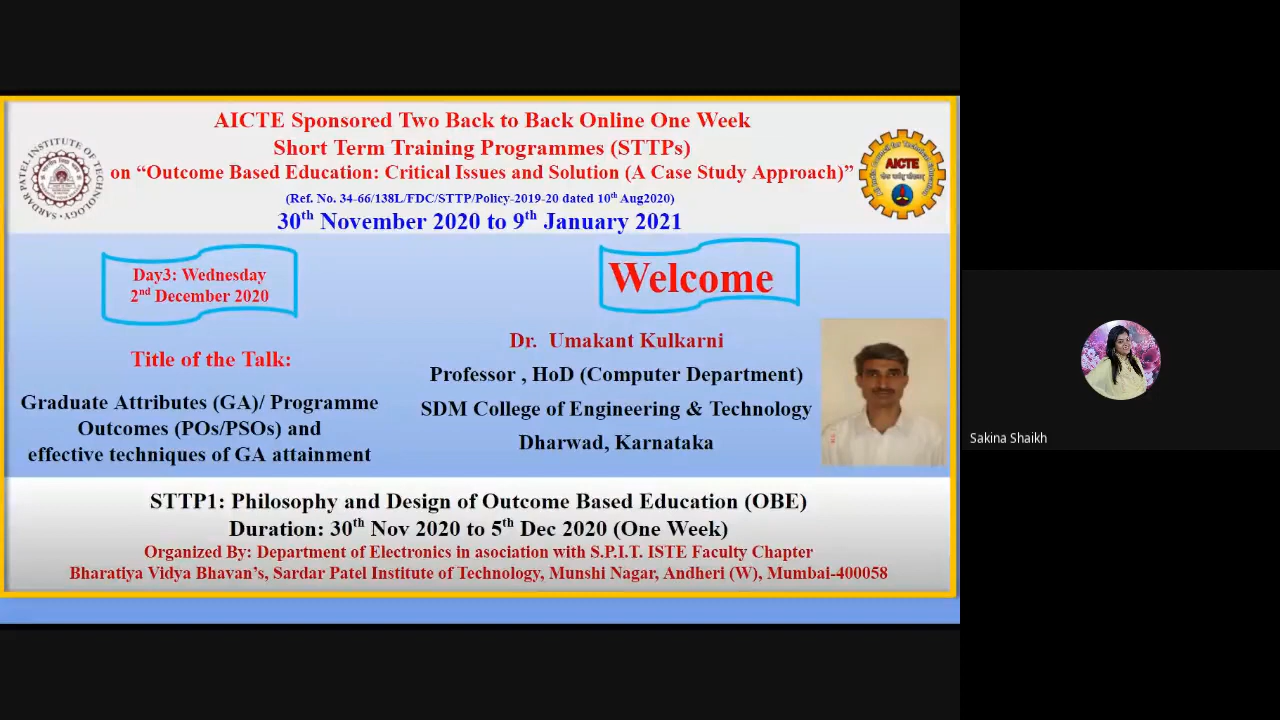 AICTE Sponsored Two Back to Back Online One Week
Short Term Training Programmes (STTPs)
on “Outcome Based Education: Critical Issues and Solution (A Case Study Approach)”
(Ref. No. 34-66/138L/FDC/STTP/Policy-2019-20 dated 10th Aug2020)
30th November 2020 to 9th January 2021
SARDAR PATEL INSTITUTE OF TECHNOLOGY
AICTE
Day3: Wednesday
2nd December 2020
Welcome
Title of the Talk:
Graduate Attributes (GA)/ Programme
Outcomes (POs/PSOs) and
effective techniques of GA attainment
Dr. Umakant Kulkarni
Professor , HoD (Computer Department)
SDM College of Engineering & Technology
Dharwad, Karnataka
STTP1: Philosophy and Design of Outcome Based Education (OBE)
Duration: 30th Nov 2020 to 5th Dec 2020 (One Week)
Organized By: Department of Electronics in asociation with S.P.I.T. ISTE Faculty Chapter
Bharatiya Vidya Bhavan’s, Sardar Patel Institute of Technology, Munshi Nagar, Andheri (W), Mumbai-400058
Sakina Shaikh